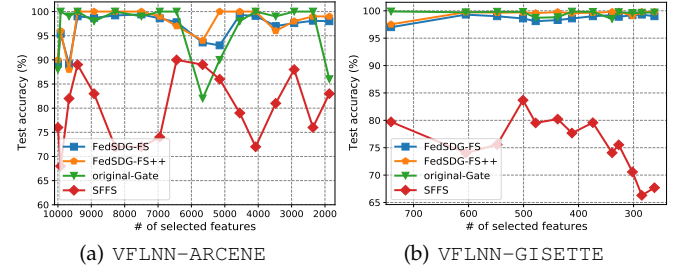 100
95
90
85
80
75
70
65
60
Test accuracy (%)
FedSDG-FS
FedSDG-FS++
original-Gate
SFFS
10000 9000 8000 7000 6000 5000 4000 3000 2000
# of selected features
(a) VFLNN-ARCENE
100
95
90
85
80
75
70
65
Test accuracy (%)
FedSDG-FS
FedSDG-FS++
original-Gate
SFFS
700 600 500 400 300
# of selected features
(b) VFLNN-GISETTE